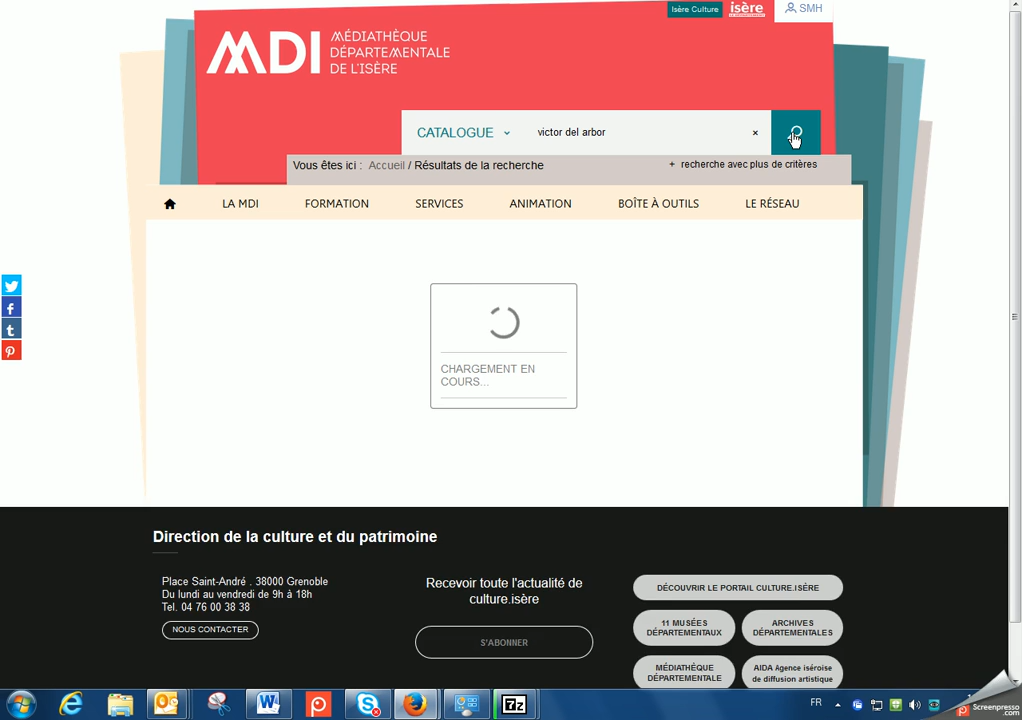 Isère Culture
isère
SMH
MDI
MÉDIATHÈQUE
DÉPARTEMENTALE
DE L'ISÈRE
CATALOGUE
victor del arbor
×
Vous êtes ici : Accueil / Résultats de la recherche
+ recherche avec plus de critères
LA MDI
FORMATION
SERVICES
ANIMATION
BOÎTE À OUTILS
LE RÉSEAU
CHARGEMENT EN
COURS...
Direction de la culture et du patrimoine
Place Saint-André . 38000 Grenoble
Du lundi au vendredi de 9h à 18h
Tel. 04 76 00 38 38
NOUS CONTACTER
Recevoir toute l'actualité de
culture.isère
S'ABONNER
DÉCOUVRIR LE PORTAIL CULTURE.ISÈRE
11 MUSÉES
DÉPARTEMENTAUX
ARCHIVES
DÉPARTEMENTALES
MÉDIATHÈQUE
DÉPARTEMENTALE
AIDA Agence iséroise
de diffusion artistique
FR
Screenpresso
.com